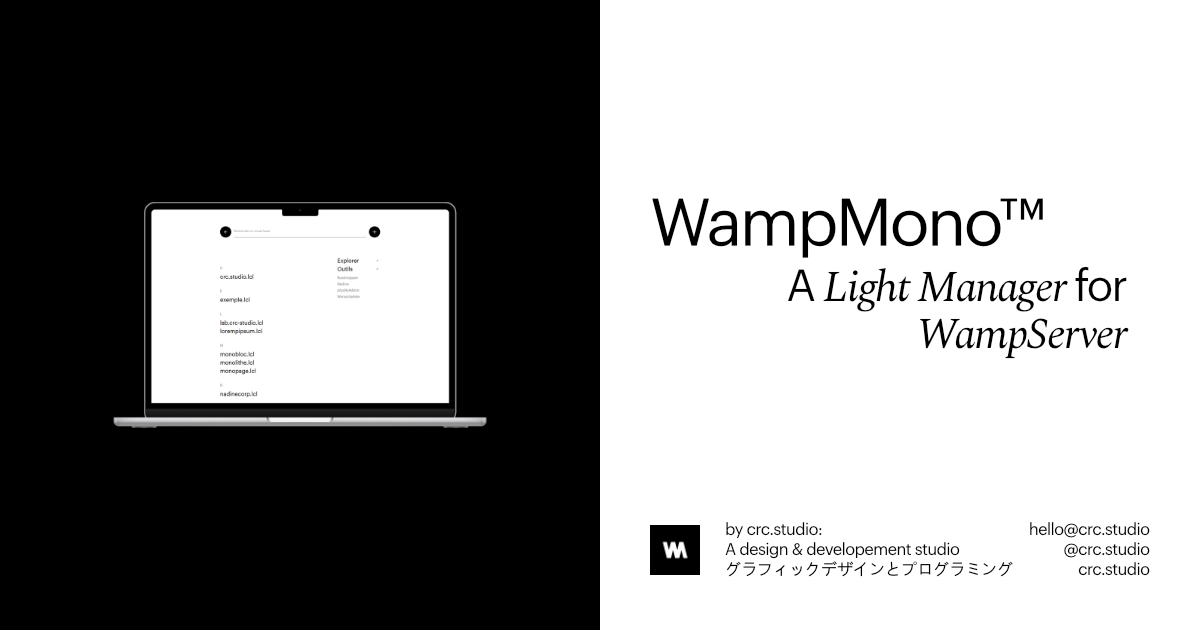 Explorer
Outils
crc.studio.lcl
exemple.lcl
lab.crc-studio.lcl
loremipsum.lcl
monobloc.lcl
monolithe.lcl
monopage.lcl
nadinecorp.lcl
WampMono™
A Light Manager for
WampServer
by crc.studio:
A design & developement studio
グラフィックデザインとプログラミング
hello@crc.studio
@crc.studio
crc.studio